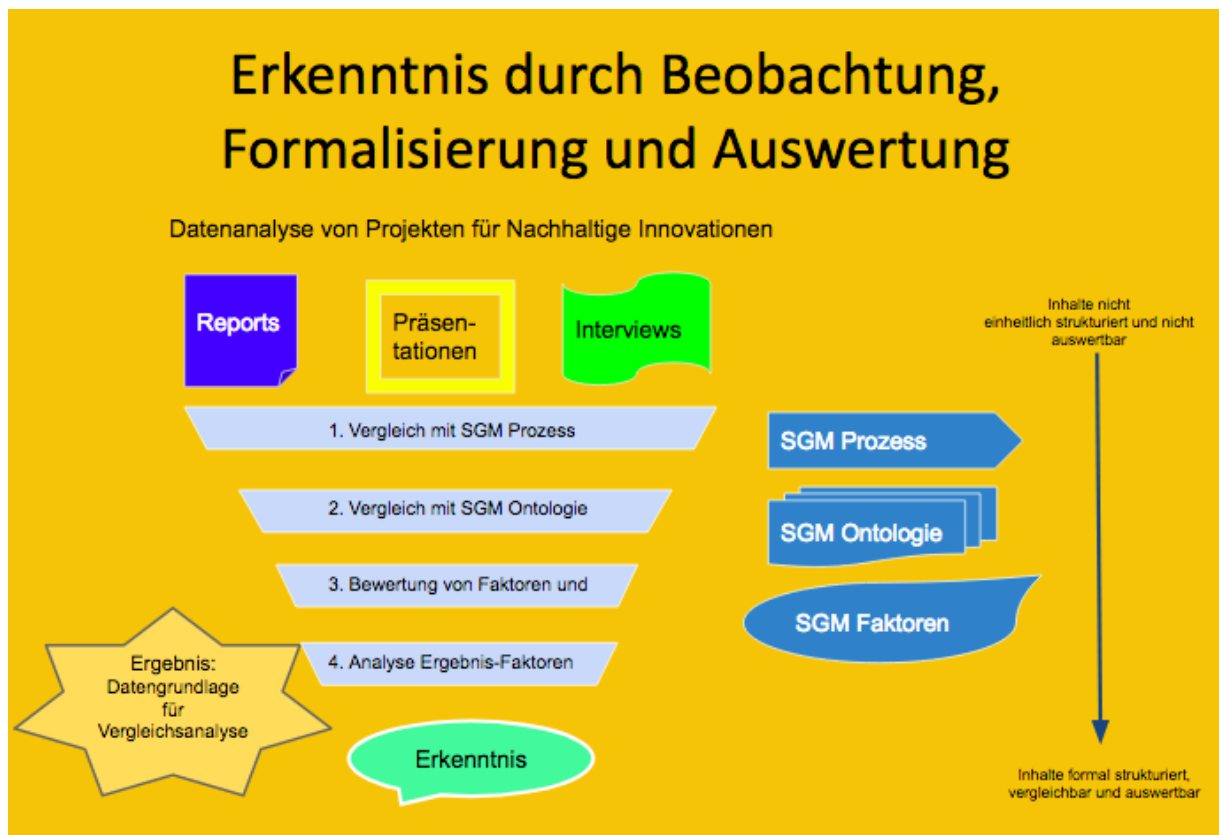 Erkenntnis durch Beobachtung,
Formalisierung und Auswertung
Datenanalyse von Projekten für Nachhaltige Innovationen
Reports
Präsen-
tationen
Interviews
Inhalte nicht
einheitlich strukturiert und nicht
auswertbar
1. Vergleich mit SGM Prozess
SGM Prozess
2. Vergleich mit SGM Ontologie
SGM Ontologie
3. Bewertung von Faktoren und
SGM Faktoren
4. Analyse Ergebnis-Faktoren
Ergebnis:
Datengrundlage
für
Vergleichsanalyse
Erkenntnis
Inhalte formal strukturiert,
vergleichbar und auswertbar